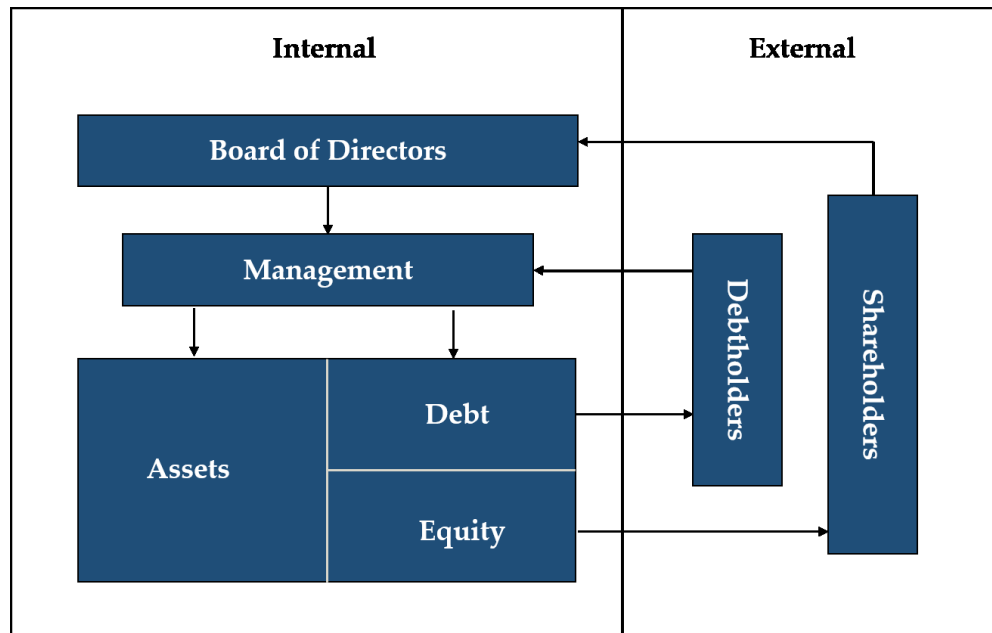 Internal
External
Board of Directors
Management
Debtholders
Shareholders
Assets
Debt
Equity